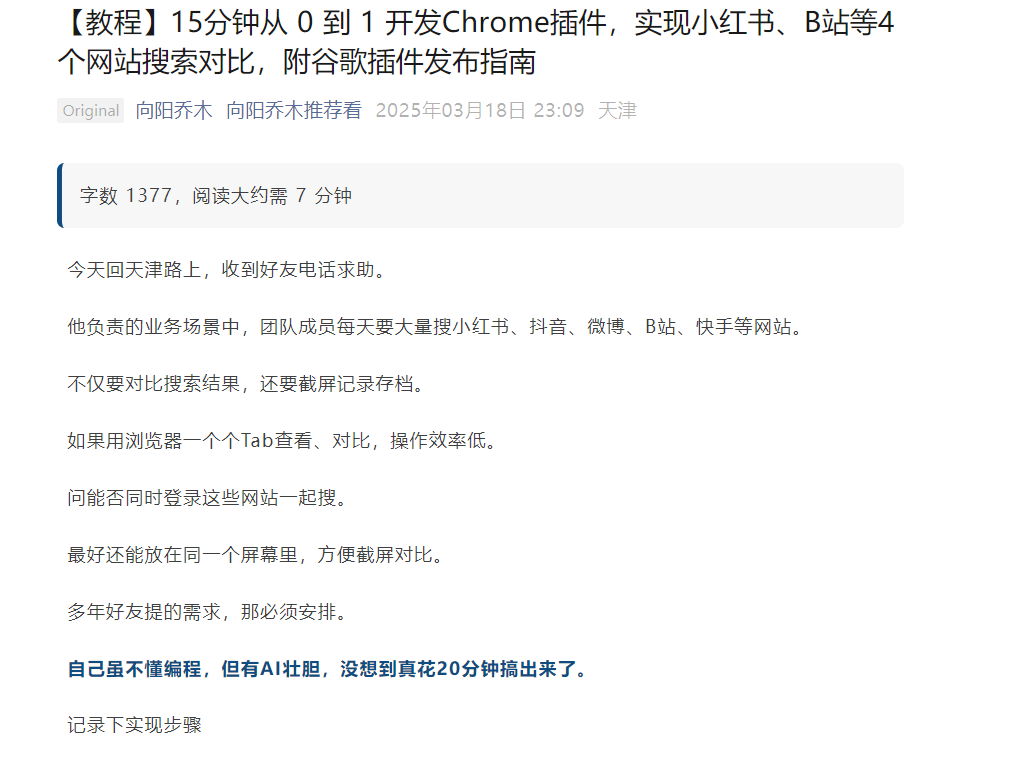 【教程】15分钟从 0 到 1 开发Chrome插件，实现小红书、B站等4
个网站搜索对比，附谷歌插件发布指南
Original 向阳乔木 向阳乔木推荐看 2025年03月18日 23:09 天津
字数 1377，阅读大约需 7 分钟
今天回天津路上，收到好友电话求助。
他负责的业务场景中，团队成员每天要大量搜小红书、抖音、微博、B站、快手等网站。
不仅要对比搜索结果，还要截屏记录存档。
如果用浏览器一个个Tab查看、对比，操作效率低。
问能否同时登录这些网站一起搜。
最好还能放在同一个屏幕里，方便截屏对比。
多年好友提的需求，那必须安排。
自己虽不懂编程，但有AI壮胆，没想到真花20分钟搞出来了。
记录下实现步骤